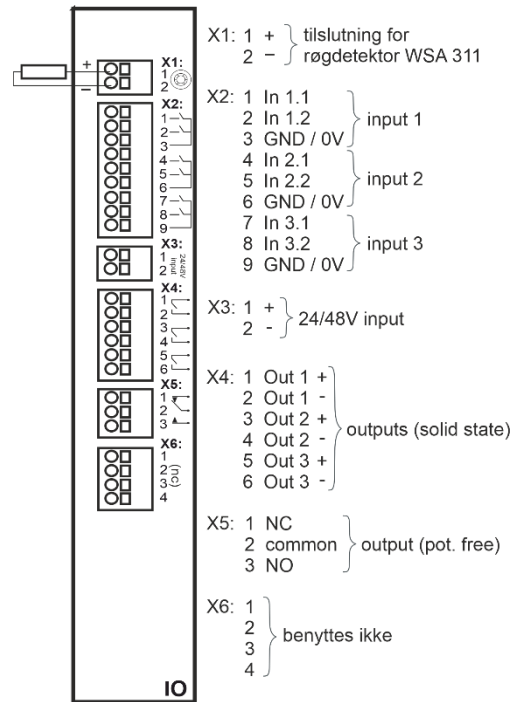 +
−
X1:
1
2
X2:
1
2
3
4
5
6
7
8
9
X3:
1
2
24/48V
input
X4:
1
2
3
4
5
6
X5:
1
2
3
X6:
1
2
3
4
(nc)
IO
X1: 1 + tilslutning for
2 − røgdetektor WSA 311
X2: 1 In 1.1
2 In 1.2 input 1
3 GND / 0V
4 In 2.1
5 In 2.2 input 2
6 GND / 0V
7 In 3.1
8 In 3.2 input 3
9 GND / 0V
X3: 1 +
2 - 24/48V input
X4: 1 Out 1 +
2 Out 1 -
3 Out 2 +
4 Out 2 - outputs (solid state)
5 Out 3 +
6 Out 3 -
X5: 1 NC
2 common output (pot. free)
3 NO
X6: 1
2
3 benyttes ikke
4